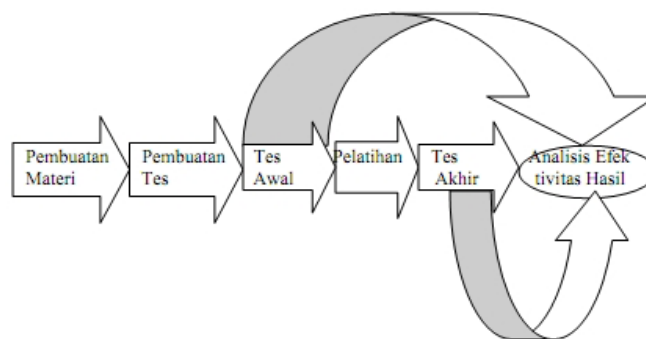 Pembuatan
Materi
Pembuatan
Tes
Tes
Awal
Pelatihan
Tes
Akhir
Analisis Efek
tivitas Hasil